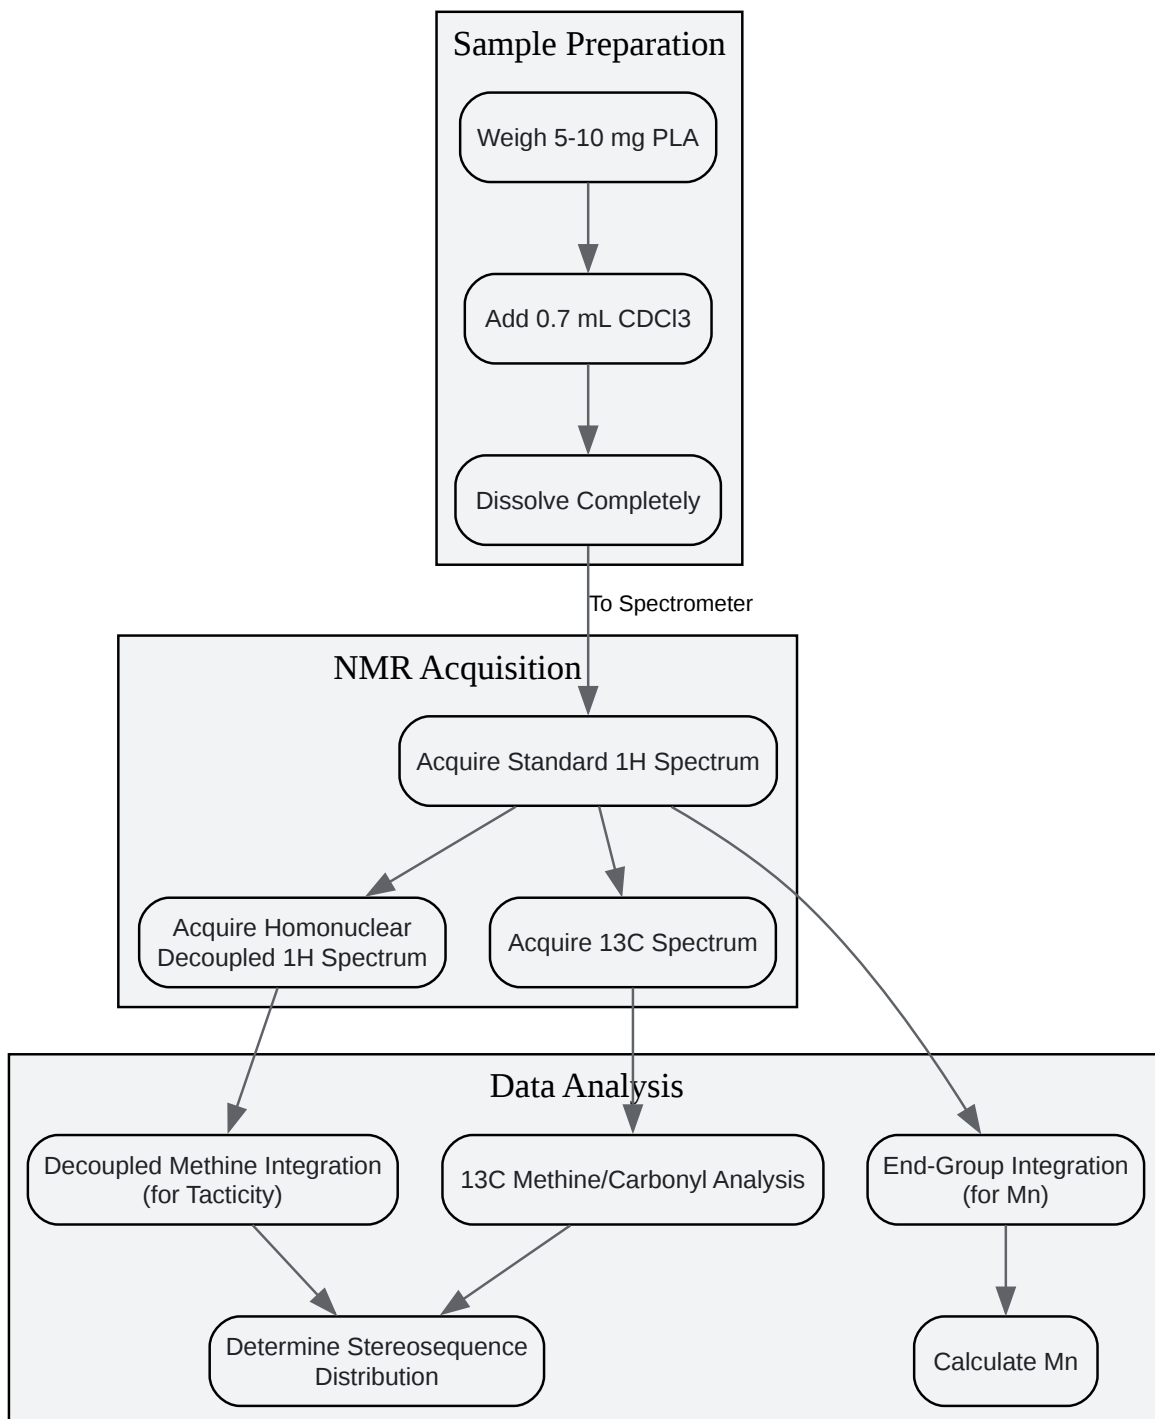 Sample Preparation
Weigh 5-10 mg PLA
Add 0.7 mL CDCl3
Dissolve Completely
To Spectrometer
NMR Acquisition
Acquire Standard 1H Spectrum
Acquire Homonuclear
Decoupled 1H Spectrum
Acquire 13C Spectrum
Data Analysis
Decoupled Methine Integration
(for Tacticity)
13C Methine/Carbonyl Analysis
End-Group Integration
(for Mn)
Determine Stereosequence
Distribution
Calculate Mn